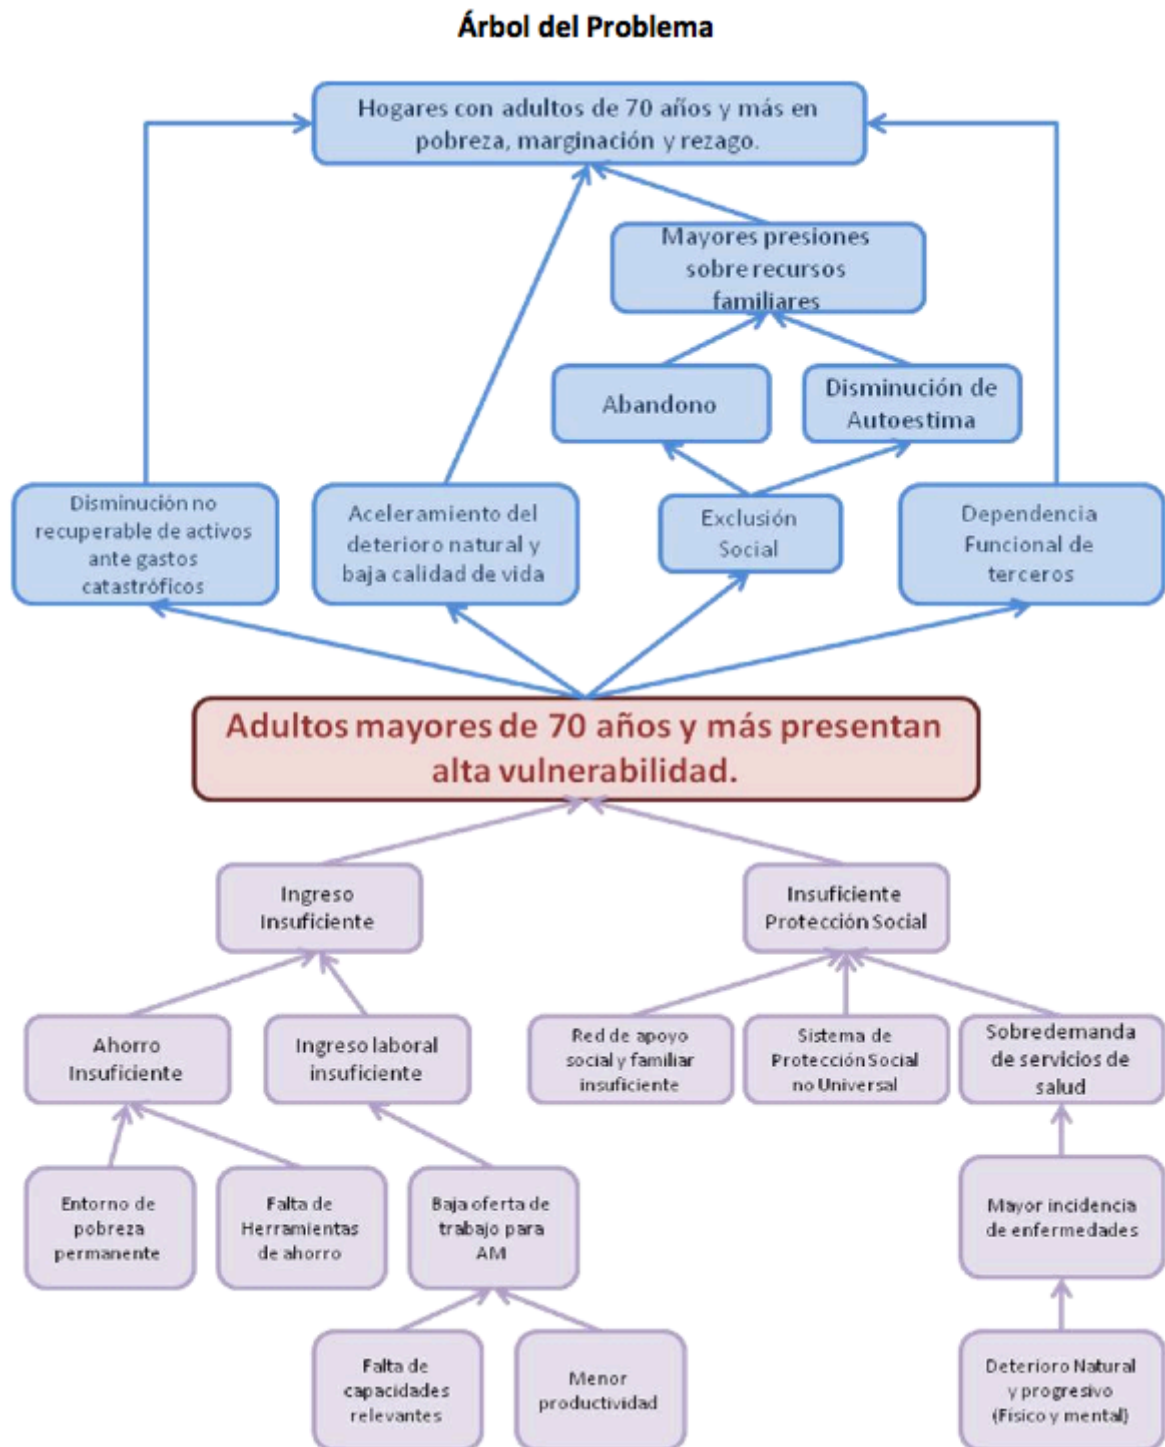 Árbol del Problema
Hogares con adultos de 70 años y más en
pobreza, marginación y rezago.
Mayores presiones
sobre recursos
familiares
Abandono
Disminución de
Autoestima
Disminución no
recuperable de activos
ante gastos
catastróficos
Aceleramiento del
deterioro natural y
baja calidad de vida
Exclusión
Social
Dependencia
Funcional de
terceros
Adultos mayores de 70 años y más presentan
alta vulnerabilidad.
Ingreso
Insuficiente
Insuficiente
Protección Social
Ahorro
Insuficiente
Ingreso laboral
insuficiente
Red de apoyo
social y familiar
insuficiente
Sistema de
Protección Social
no Universal
Sobredemanda
de servicios de
salud
Entorno de
pobreza
permanente
Falta de
Herramientas
de ahorro
Baja oferta de
trabajo para
AM
Mayor incidencia
de enfermedades
Falta de
capacidades
relevantes
Menor
productividad
Deterioro Natural
y progresivo
(Físico y mental)